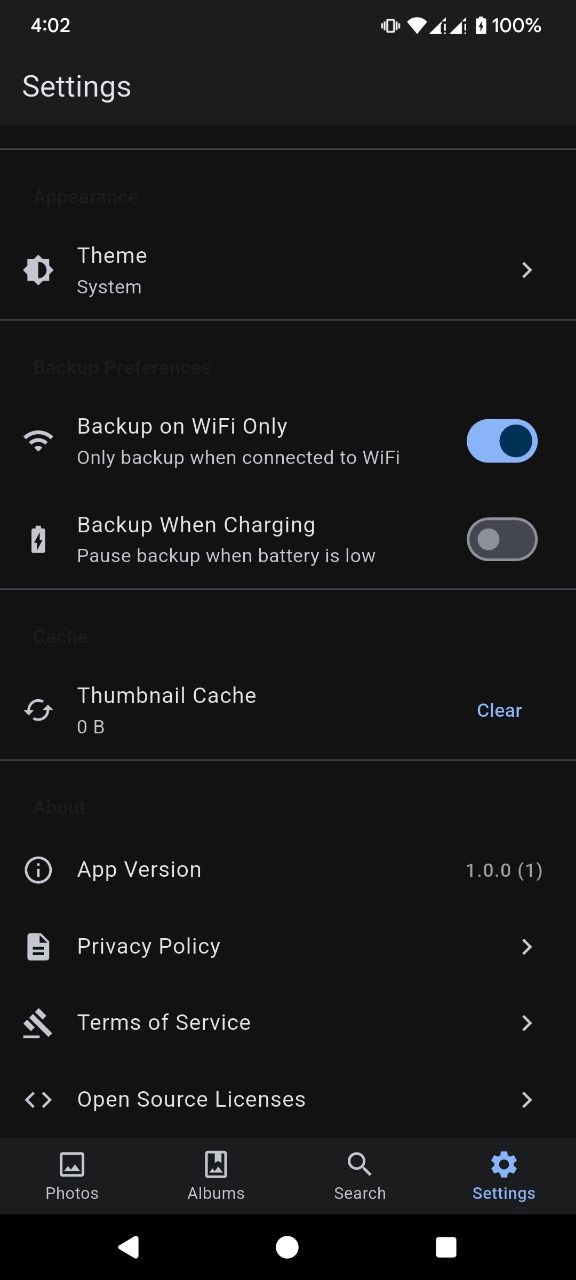 4:02
100%
Settings
Appearance
Theme
System
Backup Preferences
Backup on WiFi Only
Only backup when connected to WiFi
Backup When Charging
Pause backup when battery is low
Cache
Thumbnail Cache
0 B
Clear
About
App Version
1.0.0 (1)
Privacy Policy
Terms of Service
Open Source Licenses
Photos
Albums
Search
Settings